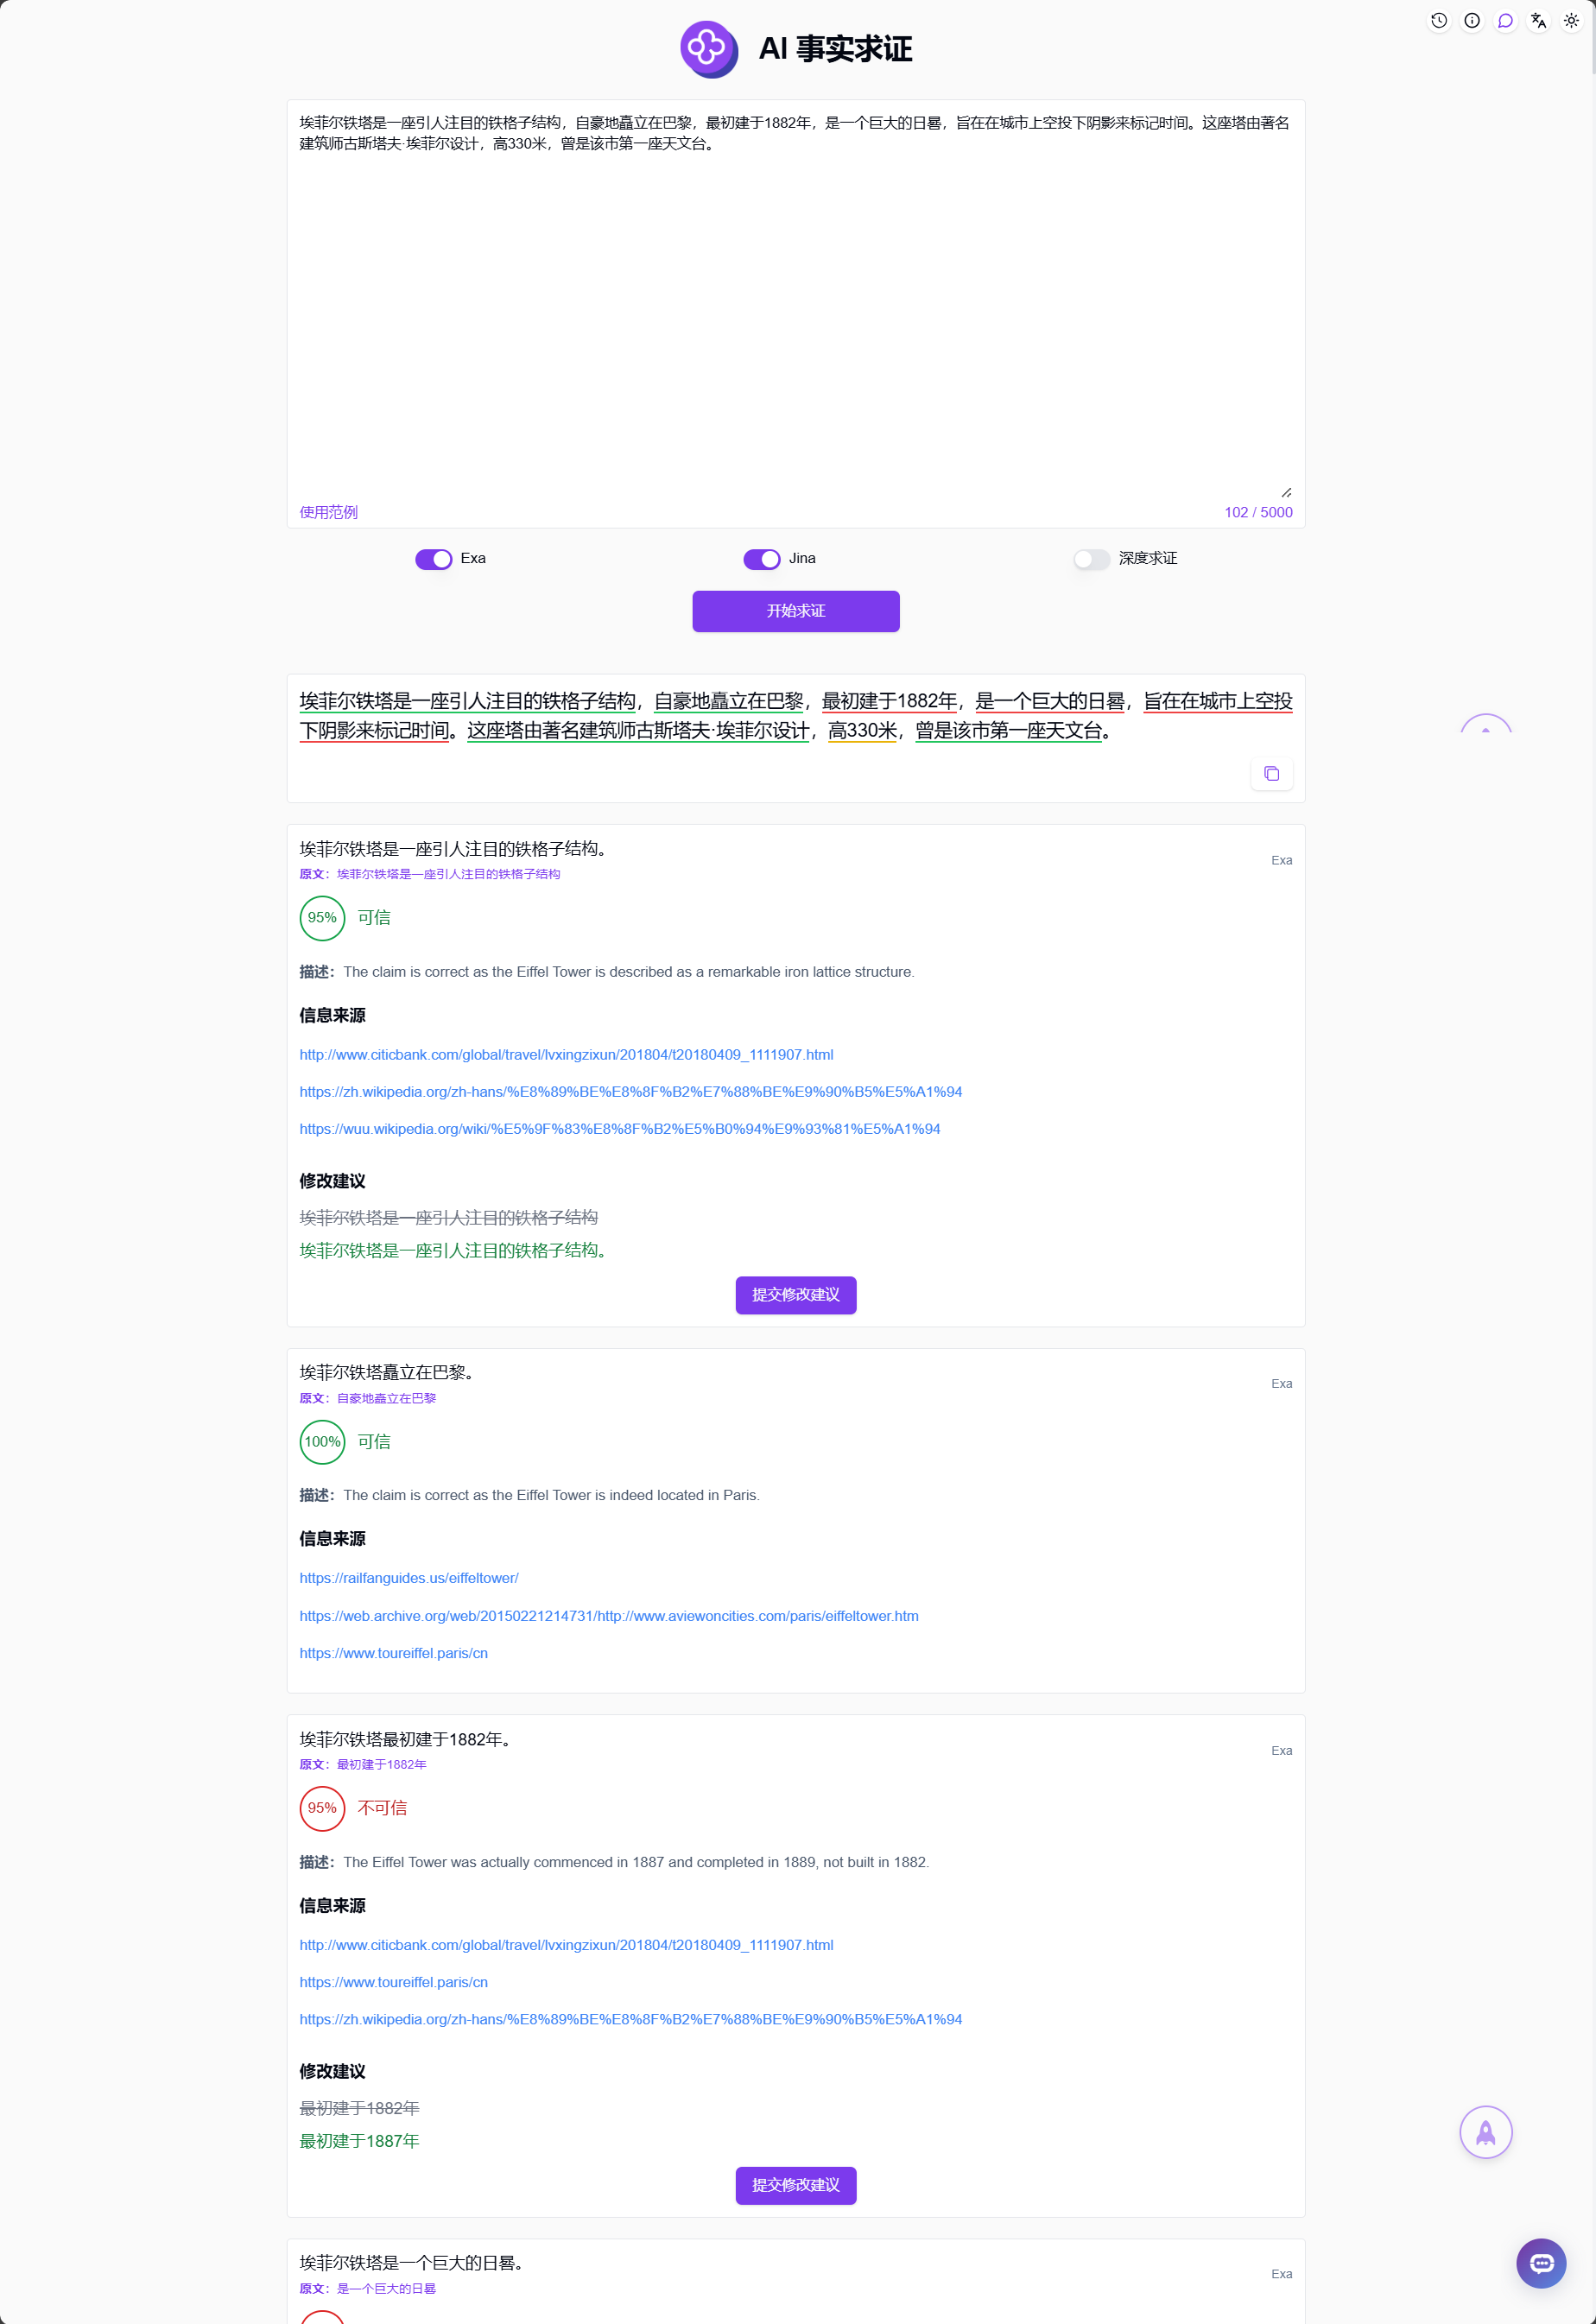 AI 事实求证
埃菲尔铁塔是一座引人注目的铁格子结构，自豪地矗立在巴黎，最初建于1882年，是一个巨大的日晷，旨在在城市上空投下阴影来标记时间。这座塔由著名
建筑师古斯塔夫·埃菲尔设计，高330米，曾是该市第一座天文台。
使用范例
102 / 5000
Exa
Jina
深度求证
开始求证
埃菲尔铁塔是一座引人注目的铁格子结构，自豪地矗立在巴黎，最初建于1882年，是一个巨大的日晷，旨在在城市上空投
下阴影来标记时间。这座塔由著名建筑师古斯塔夫·埃菲尔设计，高330米，曾是该市第一座天文台。
埃菲尔铁塔是一座引人注目的铁格子结构。
Exa
原文：埃菲尔铁塔是一座引人注目的铁格子结构
95%
可信
描述：The claim is correct as the Eiffel Tower is described as a remarkable iron lattice structure.
信息来源
http://www.citicbank.com/global/travel/lvxingzixun/201804/t20180409_1111907.html
https://zh.wikipedia.org/zh-hans/%E8%89%BE%E8%8F%B2%E7%88%BE%E9%90%B5%E5%A1%94
https://wuu.wikipedia.org/wiki/%E5%9F%83%E8%8F%B2%E5%B0%94%E9%93%81%E5%A1%94
修改建议
埃菲尔铁塔是一座引人注目的铁格子结构
埃菲尔铁塔是一座引人注目的铁格子结构。
提交修改建议
埃菲尔铁塔矗立在巴黎。
Exa
原文：自豪地矗立在巴黎
100%
可信
描述：The claim is correct as the Eiffel Tower is indeed located in Paris.
信息来源
https://railfanguides.us/eiffeltower/
https://web.archive.org/web/20150221214731/http://www.aviewoncities.com/paris/eiffeltower.htm
https://www.toureiffel.paris/cn
埃菲尔铁塔最初建于1882年。
Exa
原文：最初建于1882年
95%
不可信
描述：The Eiffel Tower was actually commenced in 1887 and completed in 1889, not built in 1882.
信息来源
http://www.citicbank.com/global/travel/lvxingzixun/201804/t20180409_1111907.html
https://www.toureiffel.paris/cn
https://zh.wikipedia.org/zh-hans/%E8%89%BE%E8%8F%B2%E7%88%BE%E9%90%B5%E5%A1%94
修改建议
最初建于1882年
最初建于1887年
提交修改建议
埃菲尔铁塔是一个巨大的日晷。
Exa
原文：是一个巨大的日晷